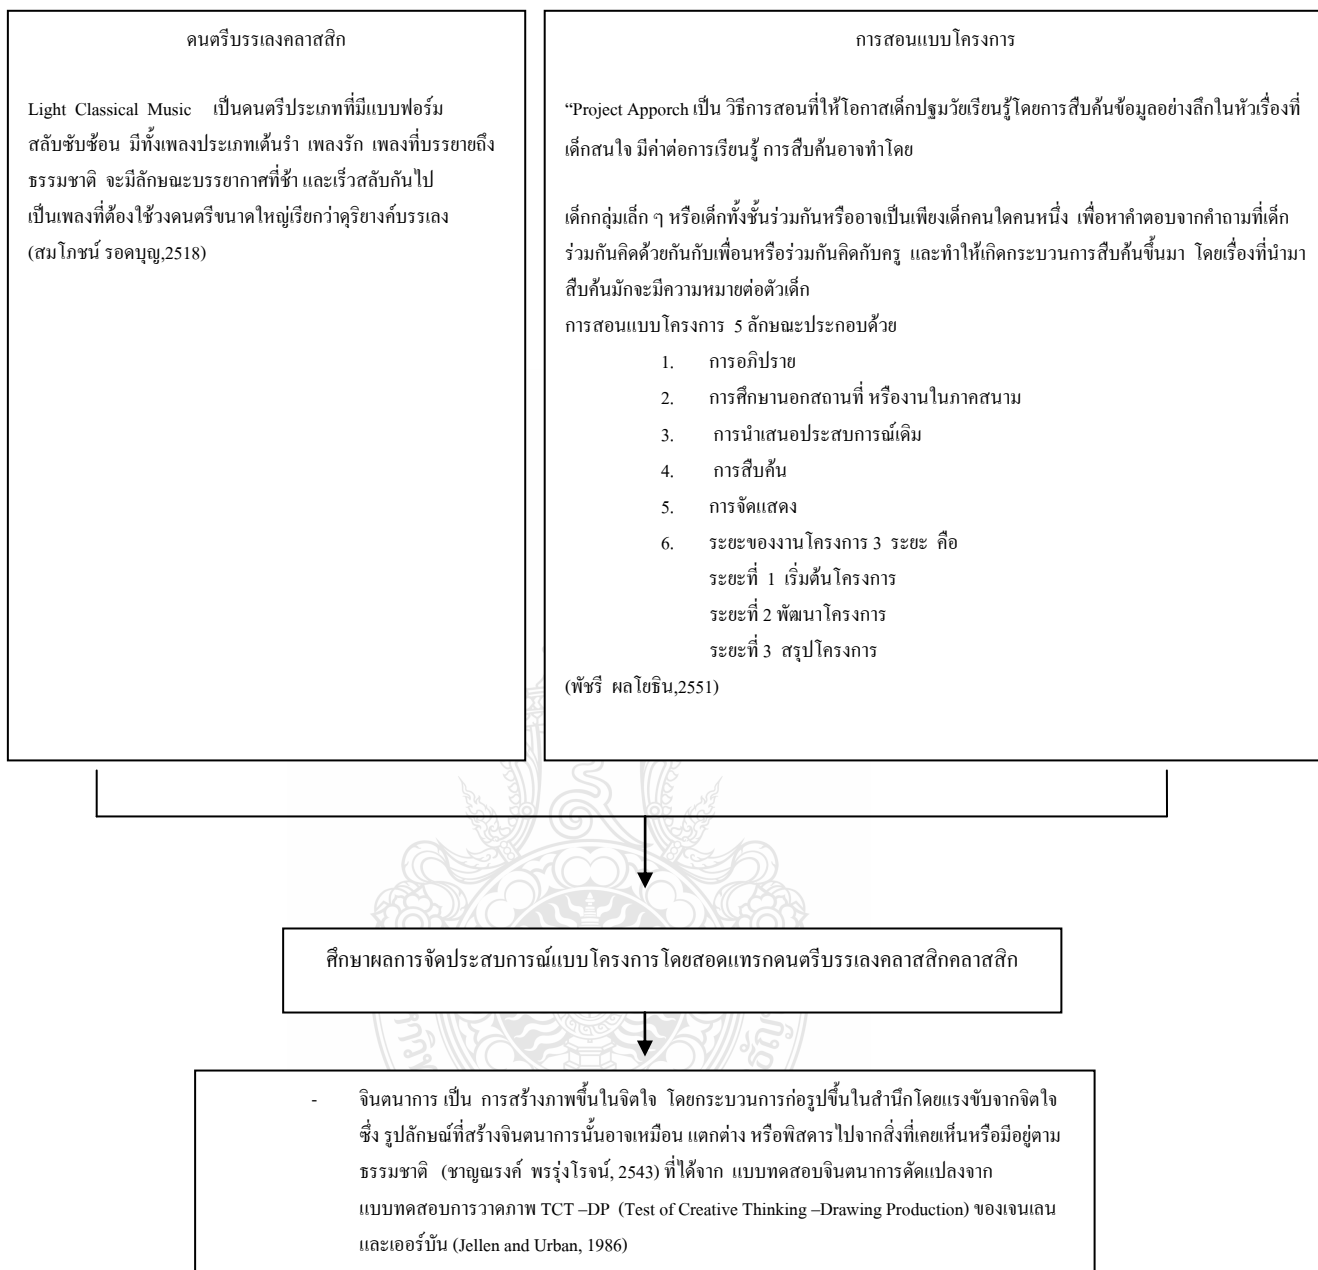 ดนตรีบรรเลงคลาสสิก
Light Classical Music เป็นดนตรีประเภทที่มีแบบฟอร์ม
สลับซับซ้อน มีทั้งเพลงประเภทเต้นรำ เพลงรัก เพลงที่บรรยายถึง
ธรรมชาติ จะมีลักษณะบรรยากาศที่ช้า และเร็วสลับกันไป
เป็นเพลงที่ต้องใช้วงดนตรีขนาดใหญ่เรียกว่าดุริยางค์บรรเลง
(สมโภชน์ รอดบุญ,2518)
การสอนแบบโครงการ
“Project Apporch เป็น วิธีการสอนที่ให้โอกาสเด็กปฐมวัยเรียนรู้โดยการสืบค้นข้อมูลอย่างลึกในหัวเรื่องที่
เด็กสนใจ มีค่าต่อการเรียนรู้ การสืบค้นอาจทำโดย
เด็กกลุ่มเล็ก ๆ หรือเด็กทั้งชั้นร่วมกันหรืออาจเป็นเพียงเด็กคนใดคนหนึ่ง เพื่อหาคำตอบจากคำถามที่เด็ก
ร่วมกันคิดด้วยกันกับเพื่อนหรือร่วมกันคิดกับครู และทำให้เกิดกระบวนการสืบค้นขึ้นมา โดยเรื่องที่นำมา
สืบค้นมักจะมีความหมายต่อตัวเด็ก
การสอนแบบโครงการ 5 ลักษณะประกอบด้วย
1. การอภิปราย
2. การศึกษานอกสถานที่ หรืองานในภาคสนาม
3. การนำเสนอประสบการณ์เดิม
4. การสืบค้น
5. การจัดแสดง
6. ระยะของงานโครงการ 3 ระยะ คือ
ระยะที่ 1 เริ่มต้นโครงการ
ระยะที่ 2 พัฒนาโครงการ
ระยะที่ 3 สรุปโครงการ
(พัชรี ผลโยธิน,2551)
ศึกษาผลการจัดประสบการณ์แบบโครงการโดยสอดแทรกดนตรีบรรเลงคลาสสิกคลาสสิก
- จินตนาการ เป็น การสร้างภาพขึ้นในจิตใจ โดยกระบวนการก่อรูปขึ้นในสำนึกโดยแรงขับจากจิตใจ
ซึ่ง รูปลักษณ์ที่สร้างจินตนาการนั้นอาจเหมือน แตกต่าง หรือพิสดารไปจากสิ่งที่เคยเห็นหรือมีอยู่ตาม
ธรรมชาติ (ชาญณรงค์ พรรุ่งโรจน์, 2543) ที่ได้จาก แบบทดสอบจินตนาการดัดแปลงจาก
แบบทดสอบการวาดภาพ TCT –DP (Test of Creative Thinking –Drawing Production) ของเจนเลน
และเออร์บัน (Jellen and Urban, 1986)